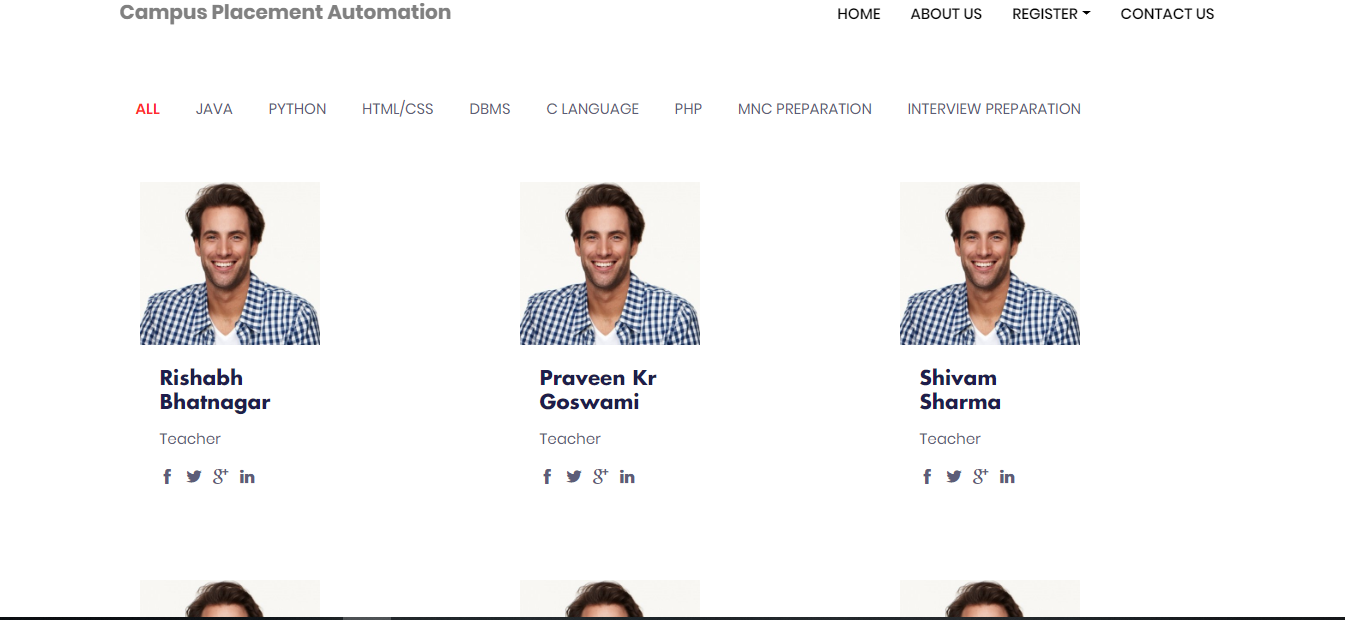 Campus Placement Automation
HOME ABOUT US REGISTER CONTACT US
ALL JAVA PYTHON HTML/CSS DBMS C LANGUAGE PHP MNC PREPARATION INTERVIEW PREPARATION
Rishabh
Bhatnagar
Teacher
Praveen Kr
Goswami
Teacher
Shivam
Sharma
Teacher